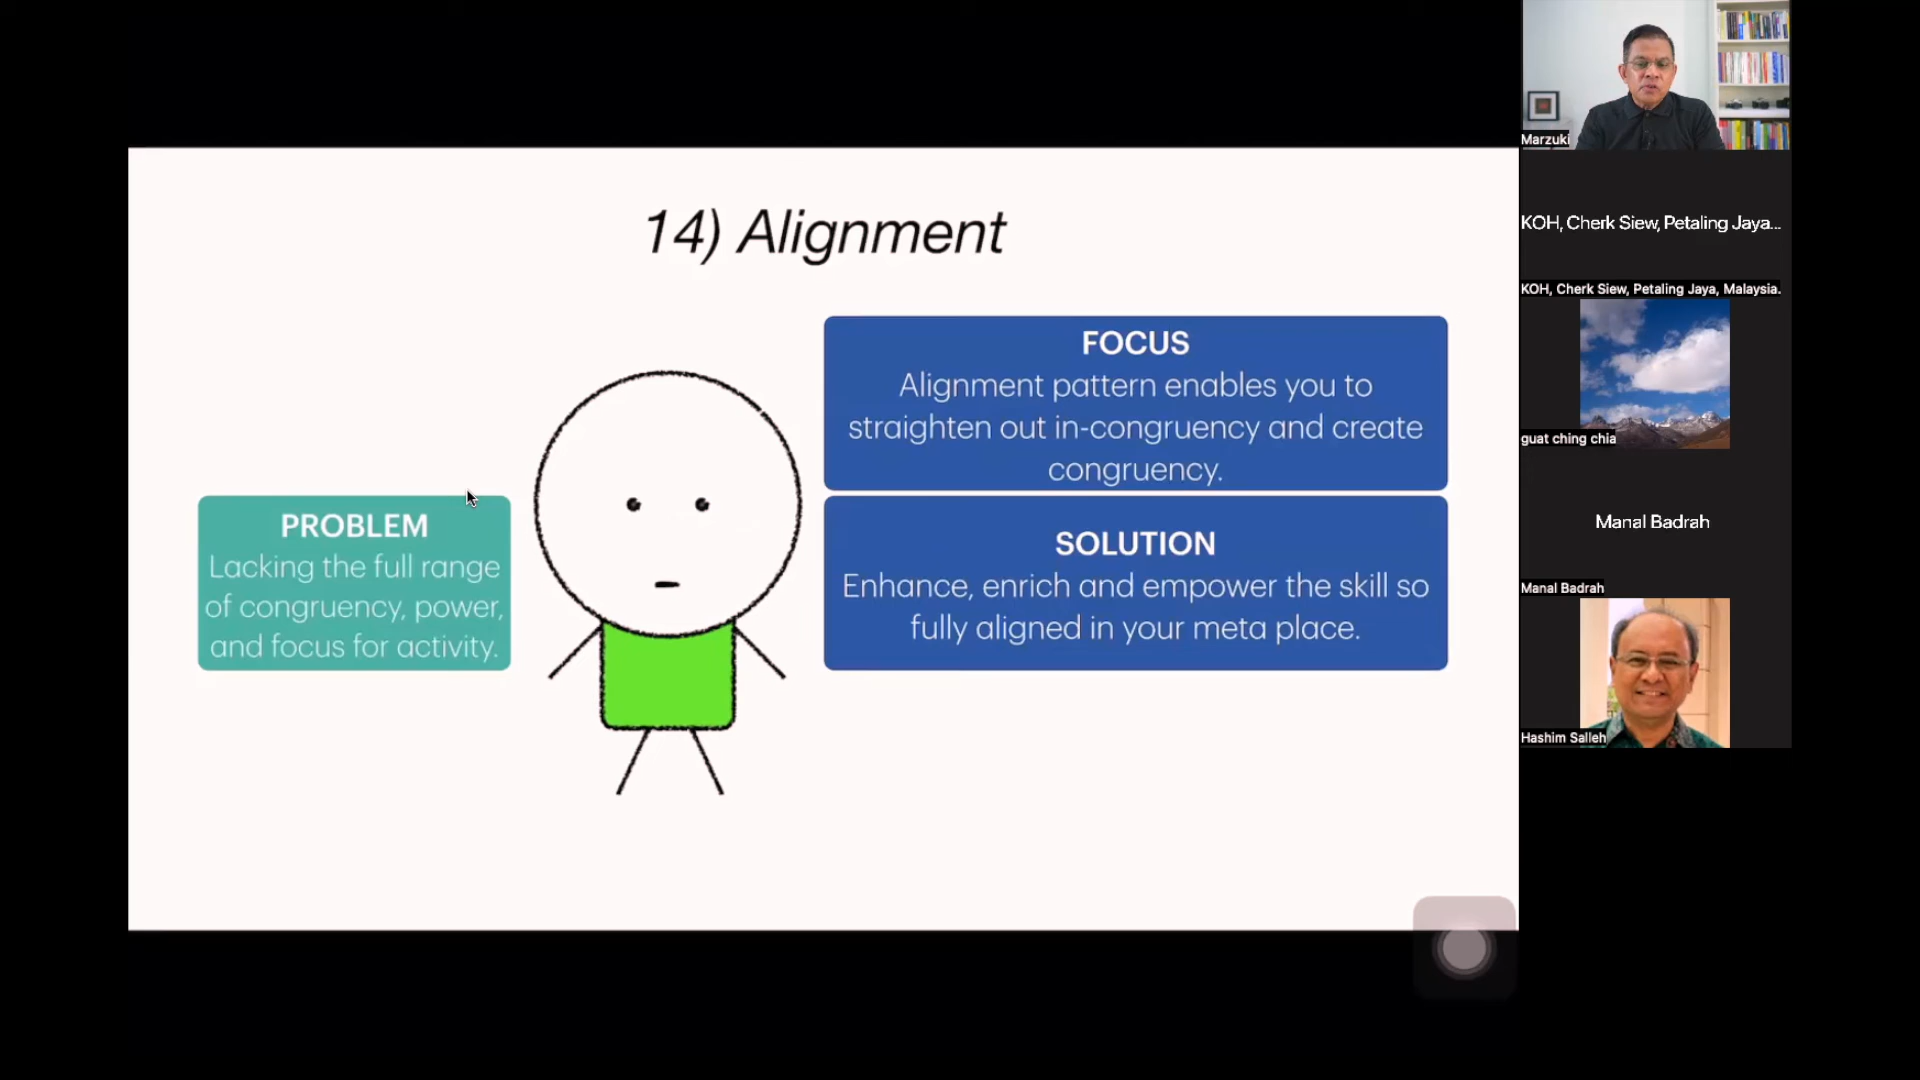 14) Alignment
PROBLEM
Lacking the full range
of congruency, power,
and focus for activity.
FOCUS
Alignment pattern enables you to
straighten out in-congruency and create
congruency.
SOLUTION
Enhance, enrich and empower the skill so
fully aligned in your meta place.
Marzuki
KOH, Cherk Siew, Petaling Jaya...
KOH, Cherk Siew, Petaling Jaya, Malaysia.
guat ching chia
Manal Badrah
Manal Badrah
Hashim Salleh